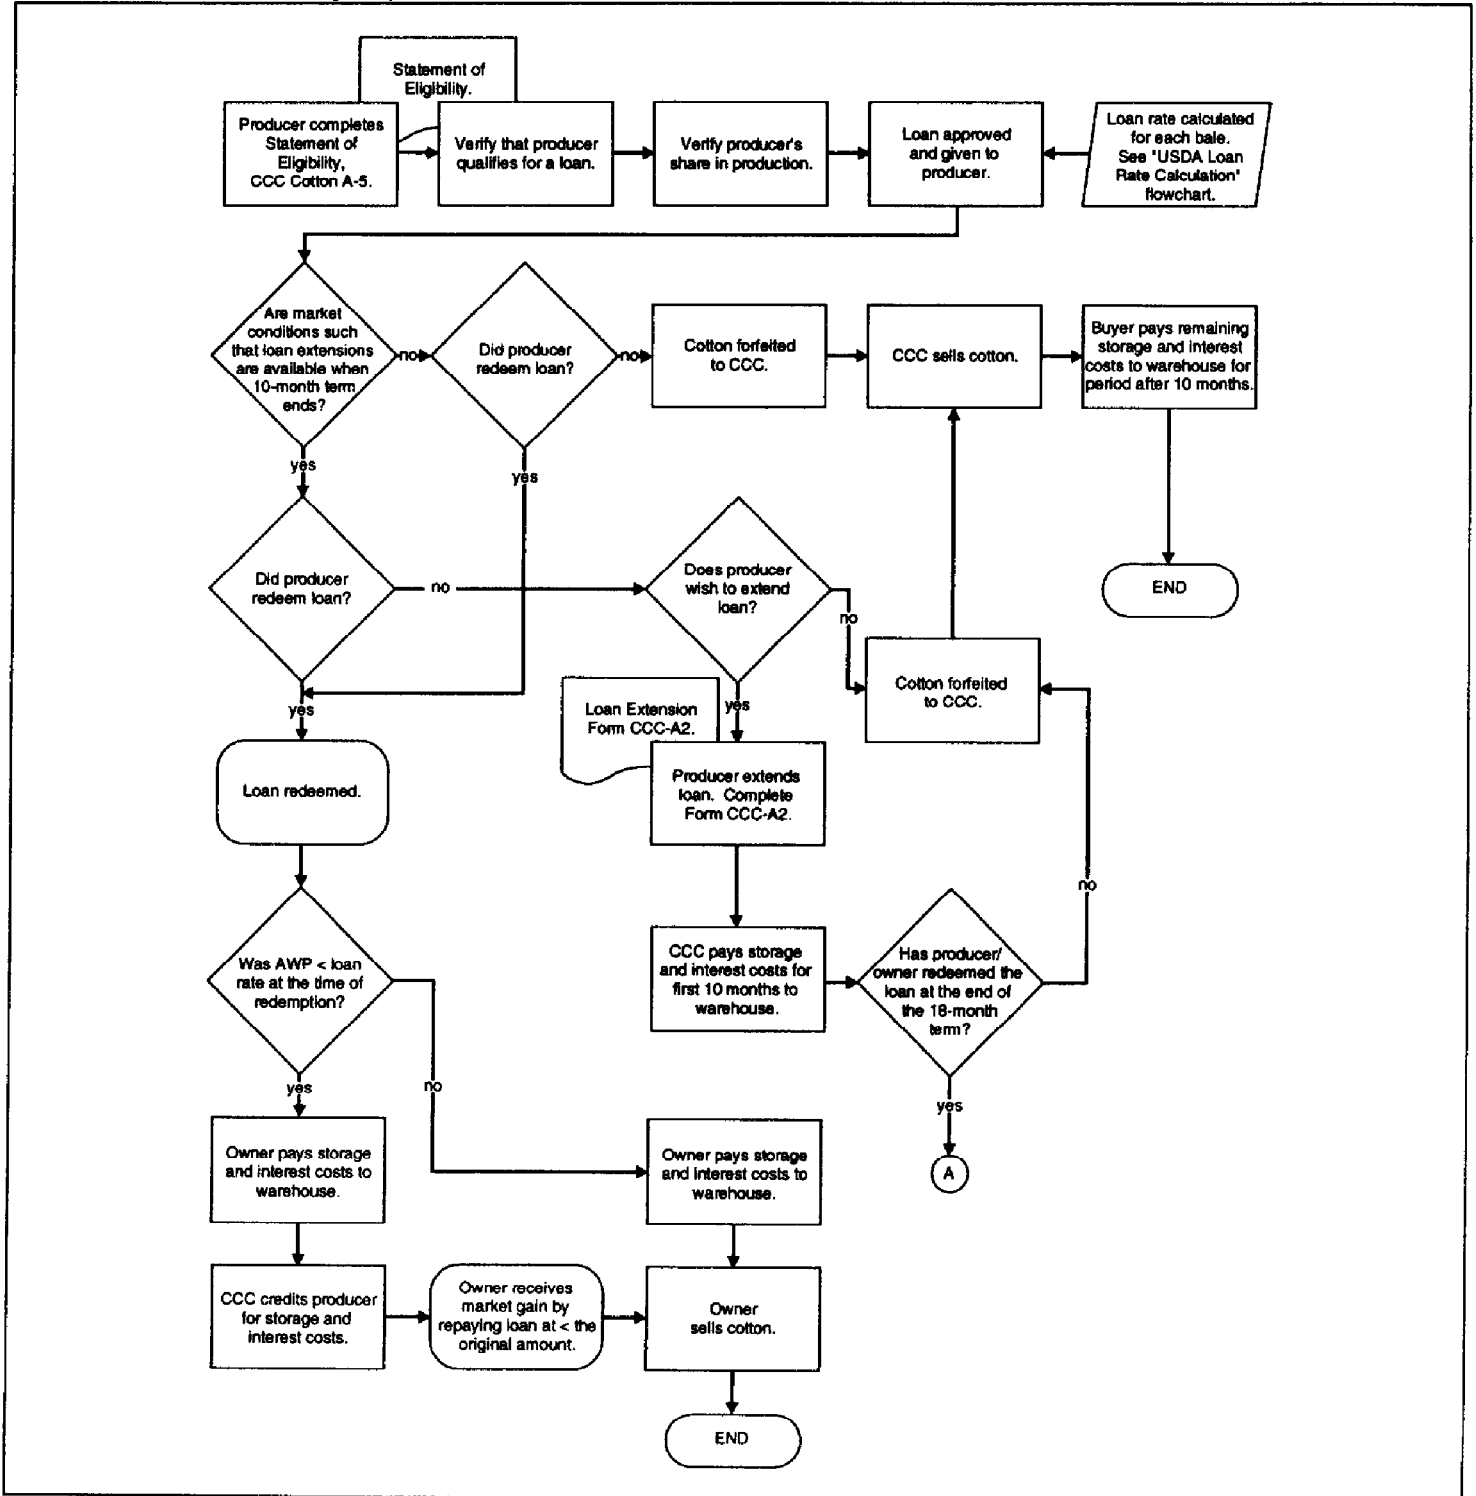 Statement of
Eligibility.
Producer completes
Statement of
Eligibility,
CCC Cotton A-5.
Verify that producer
qualifies for a loan.
Verify producer's
share in production.
Loan approved
and given to
producer.
Loan rate calculated
for each bale.
See "USDA Loan
Rate Calculation"
flowchart.
Are market
conditions such
that loan extensions
are available when
10-month term
ends?
no
Did producer
redeem loan?
no
Cotton forfeited
to CCC.
CCC sells cotton.
Buyer pays remaining
storage and interest
costs to warehouse for
period after 10 months.
yes
yes
Did producer
redeem loan?
no
Does producer
wish to extend
loan?
no
END
Cotton forfeited
to CCC.
yes
Loan Extension
Form CCC-A2.
yes
Loan redeemed.
Producer extends
loan. Complete
Form CCC-A2.
no
Was AWP < loan
rate at the time of
redemption?
CCC pays storage
and interest costs for
first 10 months to
warehouse.
Has producer/
owner redeemed the
loan at the end of
the 18-month
term?
yes
no
yes
Owner pays storage
and interest costs to
warehouse.
Owner pays storage
and interest costs to
warehouse.
A
CCC credits producer
for storage and
interest costs.
Owner receives
market gain by
repaying loan at < the
original amount.
Owner
sells cotton.
END